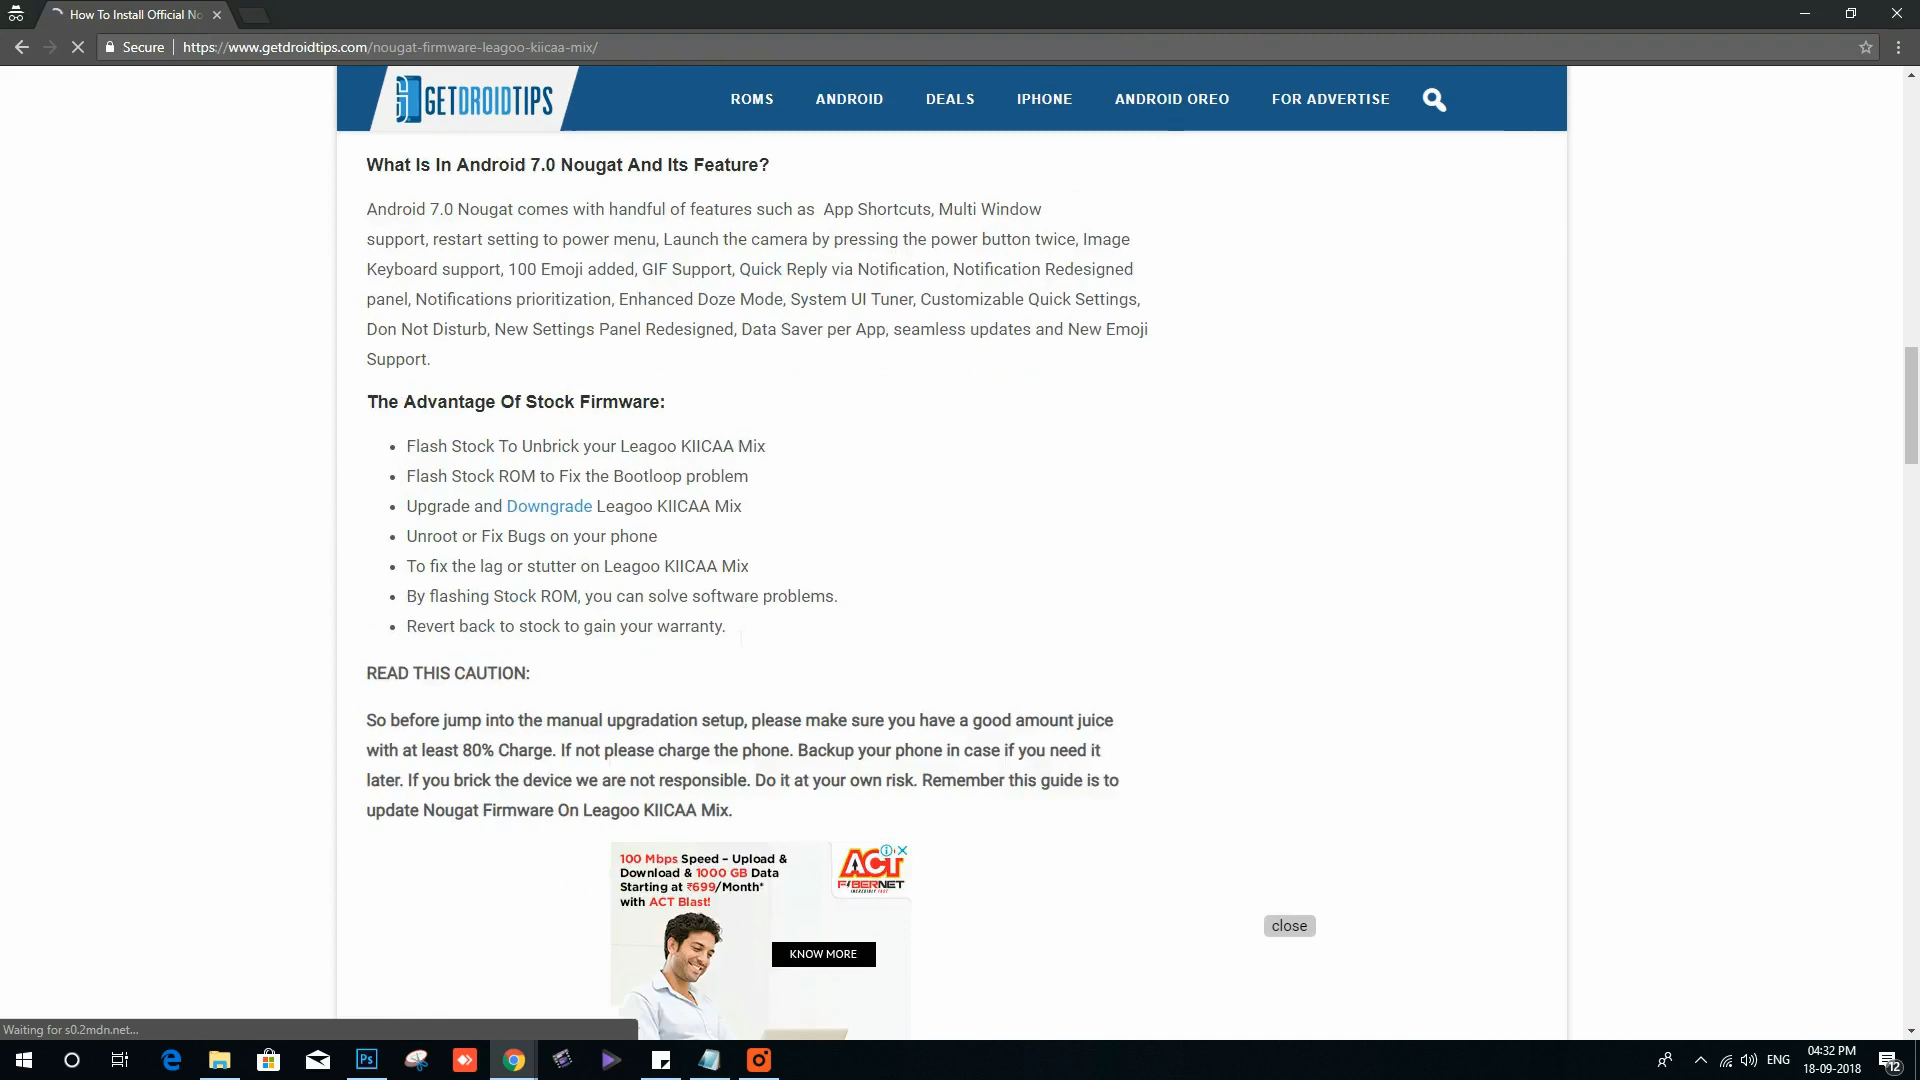 How To Install Official No
Secure https://www.getdroidtips.com/nougat-firmware-leagoo-kiicaa-mix/
GETDROIDTIPS ROMS ANDROID DEALS IPHONE ANDROID OREO FOR ADVERTISE
What Is In Android 7.0 Nougat And Its Feature?
Android 7.0 Nougat comes with handful of features such as App Shortcuts, Multi Window
support, restart setting to power menu, Launch the camera by pressing the power button twice, Image
Keyboard support, 100 Emoji added, GIF Support, Quick Reply via Notification, Notification Redesigned
panel, Notifications prioritization, Enhanced Doze Mode, System UI Tuner, Customizable Quick Settings,
Don Not Disturb, New Settings Panel Redesigned, Data Saver per App, seamless updates and New Emoji
Support.
The Advantage Of Stock Firmware:
• Flash Stock To Unbrick your Leagoo KIICAA Mix
• Flash Stock ROM to Fix the Bootloop problem
• Upgrade and Downgrade Leagoo KIICAA Mix
• Unroot or Fix Bugs on your phone
• To fix the lag or stutter on Leagoo KIICAA Mix
• By flashing Stock ROM, you can solve software problems.
• Revert back to stock to gain your warranty.
READ THIS CAUTION:
So before jump into the manual upgradation setup, please make sure you have a good amount juice
with at least 80% Charge. If not please charge the phone. Backup your phone in case if you need it
later. If you brick the device we are not responsible. Do it at your own risk. Remember this guide is to
update Nougat Firmware On Leagoo KIICAA Mix.
100 Mbps Speed – Upload &
Download & 1000 GB Data
Starting at ₹699/Month*
with ACT Blast!
ACT
FIBERNET
INCREDIBLY FAST
KNOW MORE
close
Waiting for s0.2mdn.net...
Ps
ENG
04:32 PM
18-09-2018
12